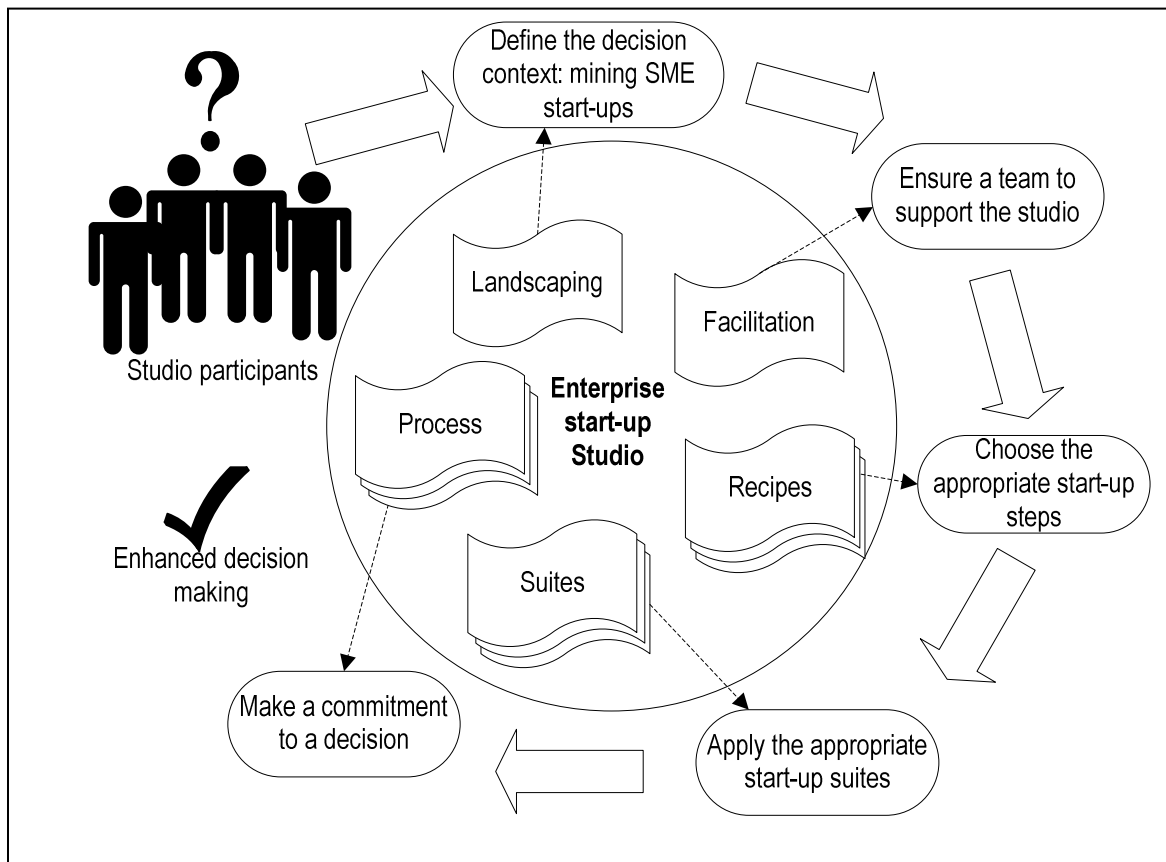 Define the decision
context: mining SME
start-ups
Ensure a team to
support the studio
Landscaping
Facilitation
Studio participants
Process
Enterprise
start-up
Studio
Recipes
Choose the
appropriate start-up
steps
Enhanced decision
making
Suites
Make a commitment
to a decision
Apply the appropriate
start-up suites